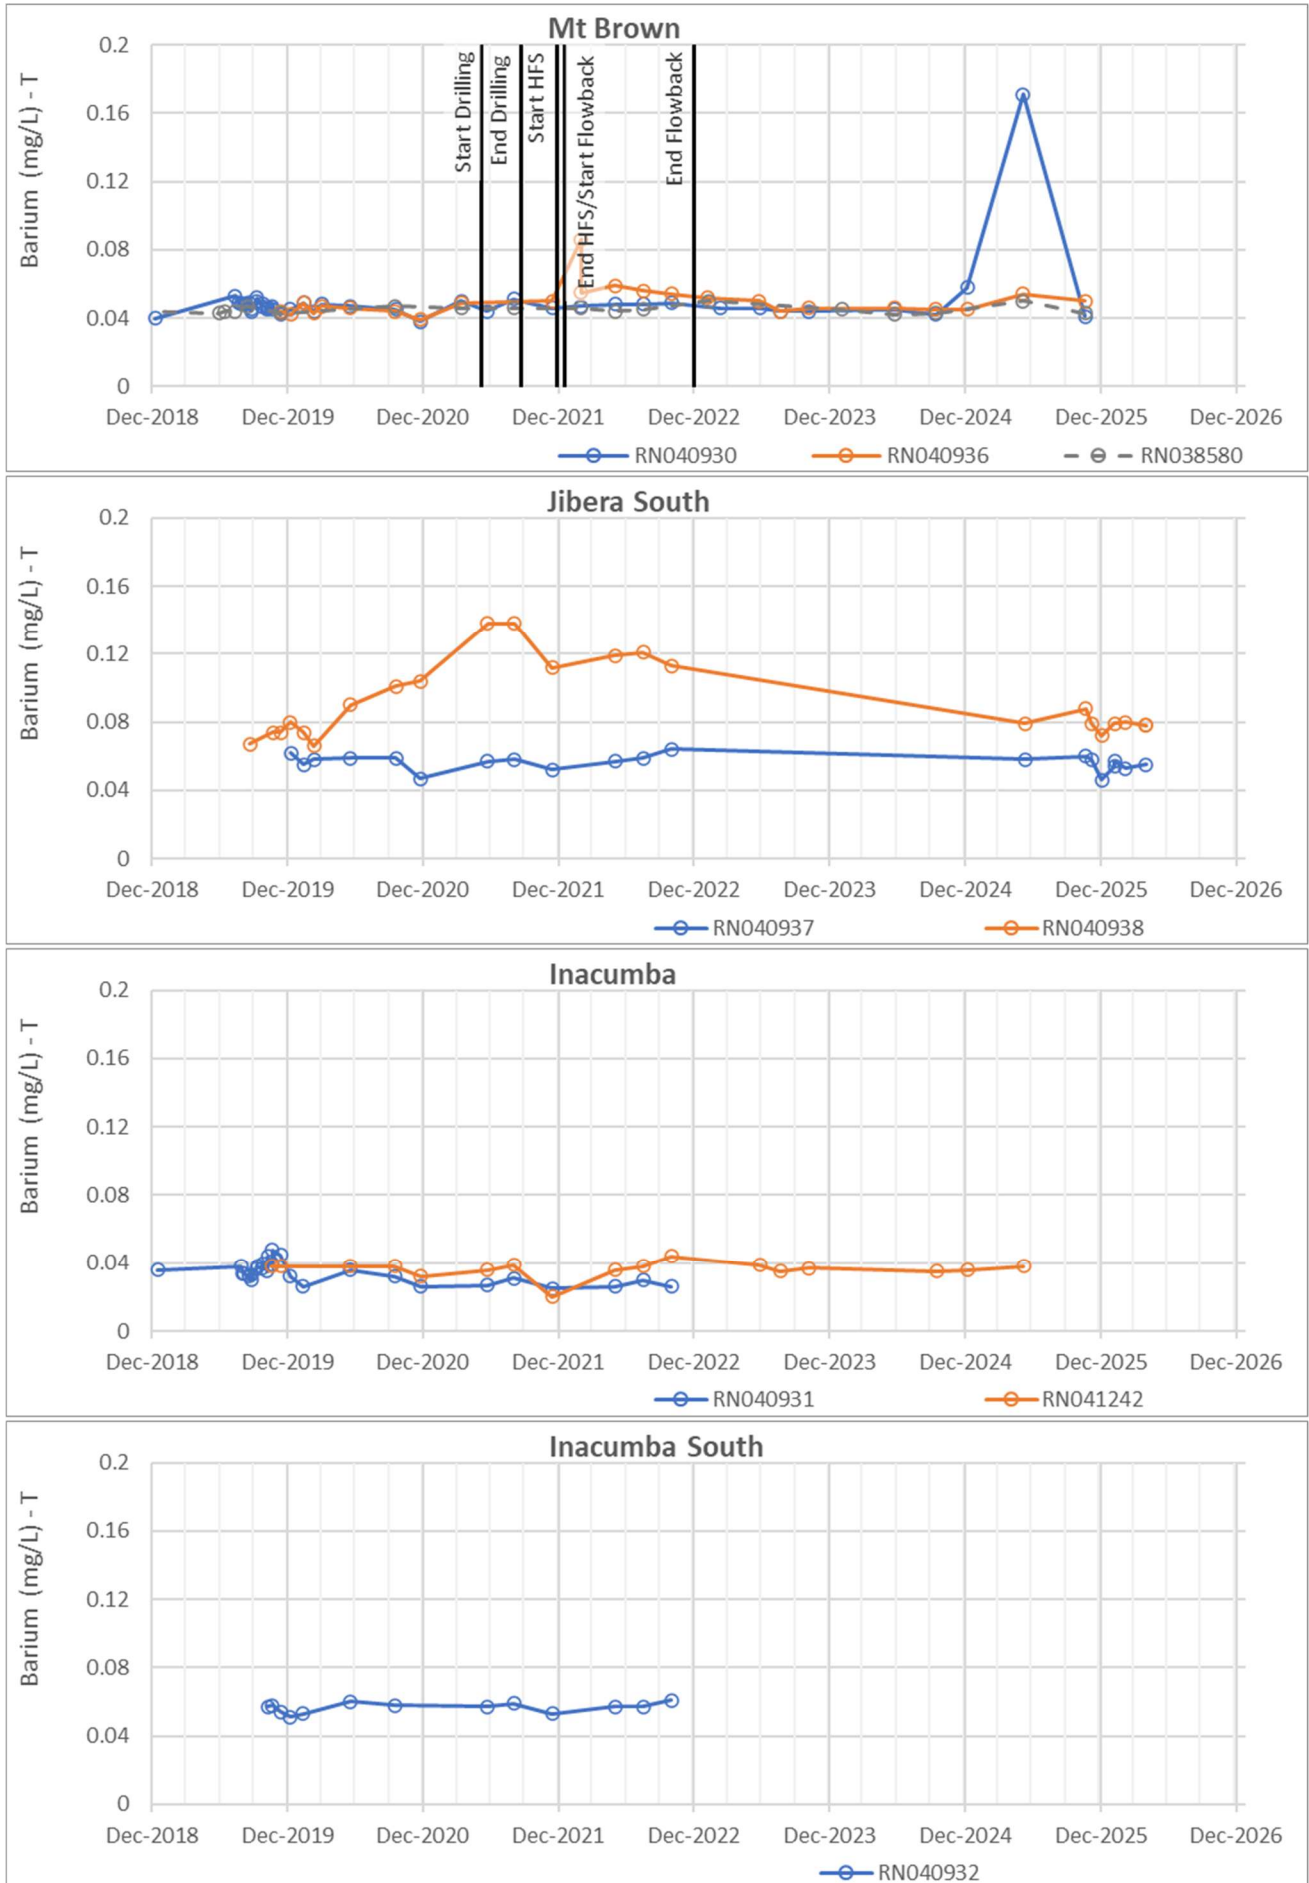 Mt Brown
Barium (mg/L) - T
0.2
0.16
0.12
0.08
0.04
0
Start Drilling
End Drilling
Start HFS
End HFS/Start Flowback
End Flowback
Dec-2018 Dec-2019 Dec-2020 Dec-2021 Dec-2022 Dec-2023 Dec-2024 Dec-2025 Dec-2026
RN040930 RN040936 RN038580
Jibera South
Barium (mg/L) - T
0.2
0.16
0.12
0.08
0.04
0
Dec-2018 Dec-2019 Dec-2020 Dec-2021 Dec-2022 Dec-2023 Dec-2024 Dec-2025 Dec-2026
RN040937 RN040938
Inacumba
Barium (mg/L) - T
0.2
0.16
0.12
0.08
0.04
0
Dec-2018 Dec-2019 Dec-2020 Dec-2021 Dec-2022 Dec-2023 Dec-2024 Dec-2025 Dec-2026
RN040931 RN041242
Inacumba South
Barium (mg/L) - T
0.2
0.16
0.12
0.08
0.04
0
Dec-2018 Dec-2019 Dec-2020 Dec-2021 Dec-2022 Dec-2023 Dec-2024 Dec-2025 Dec-2026
RN040932